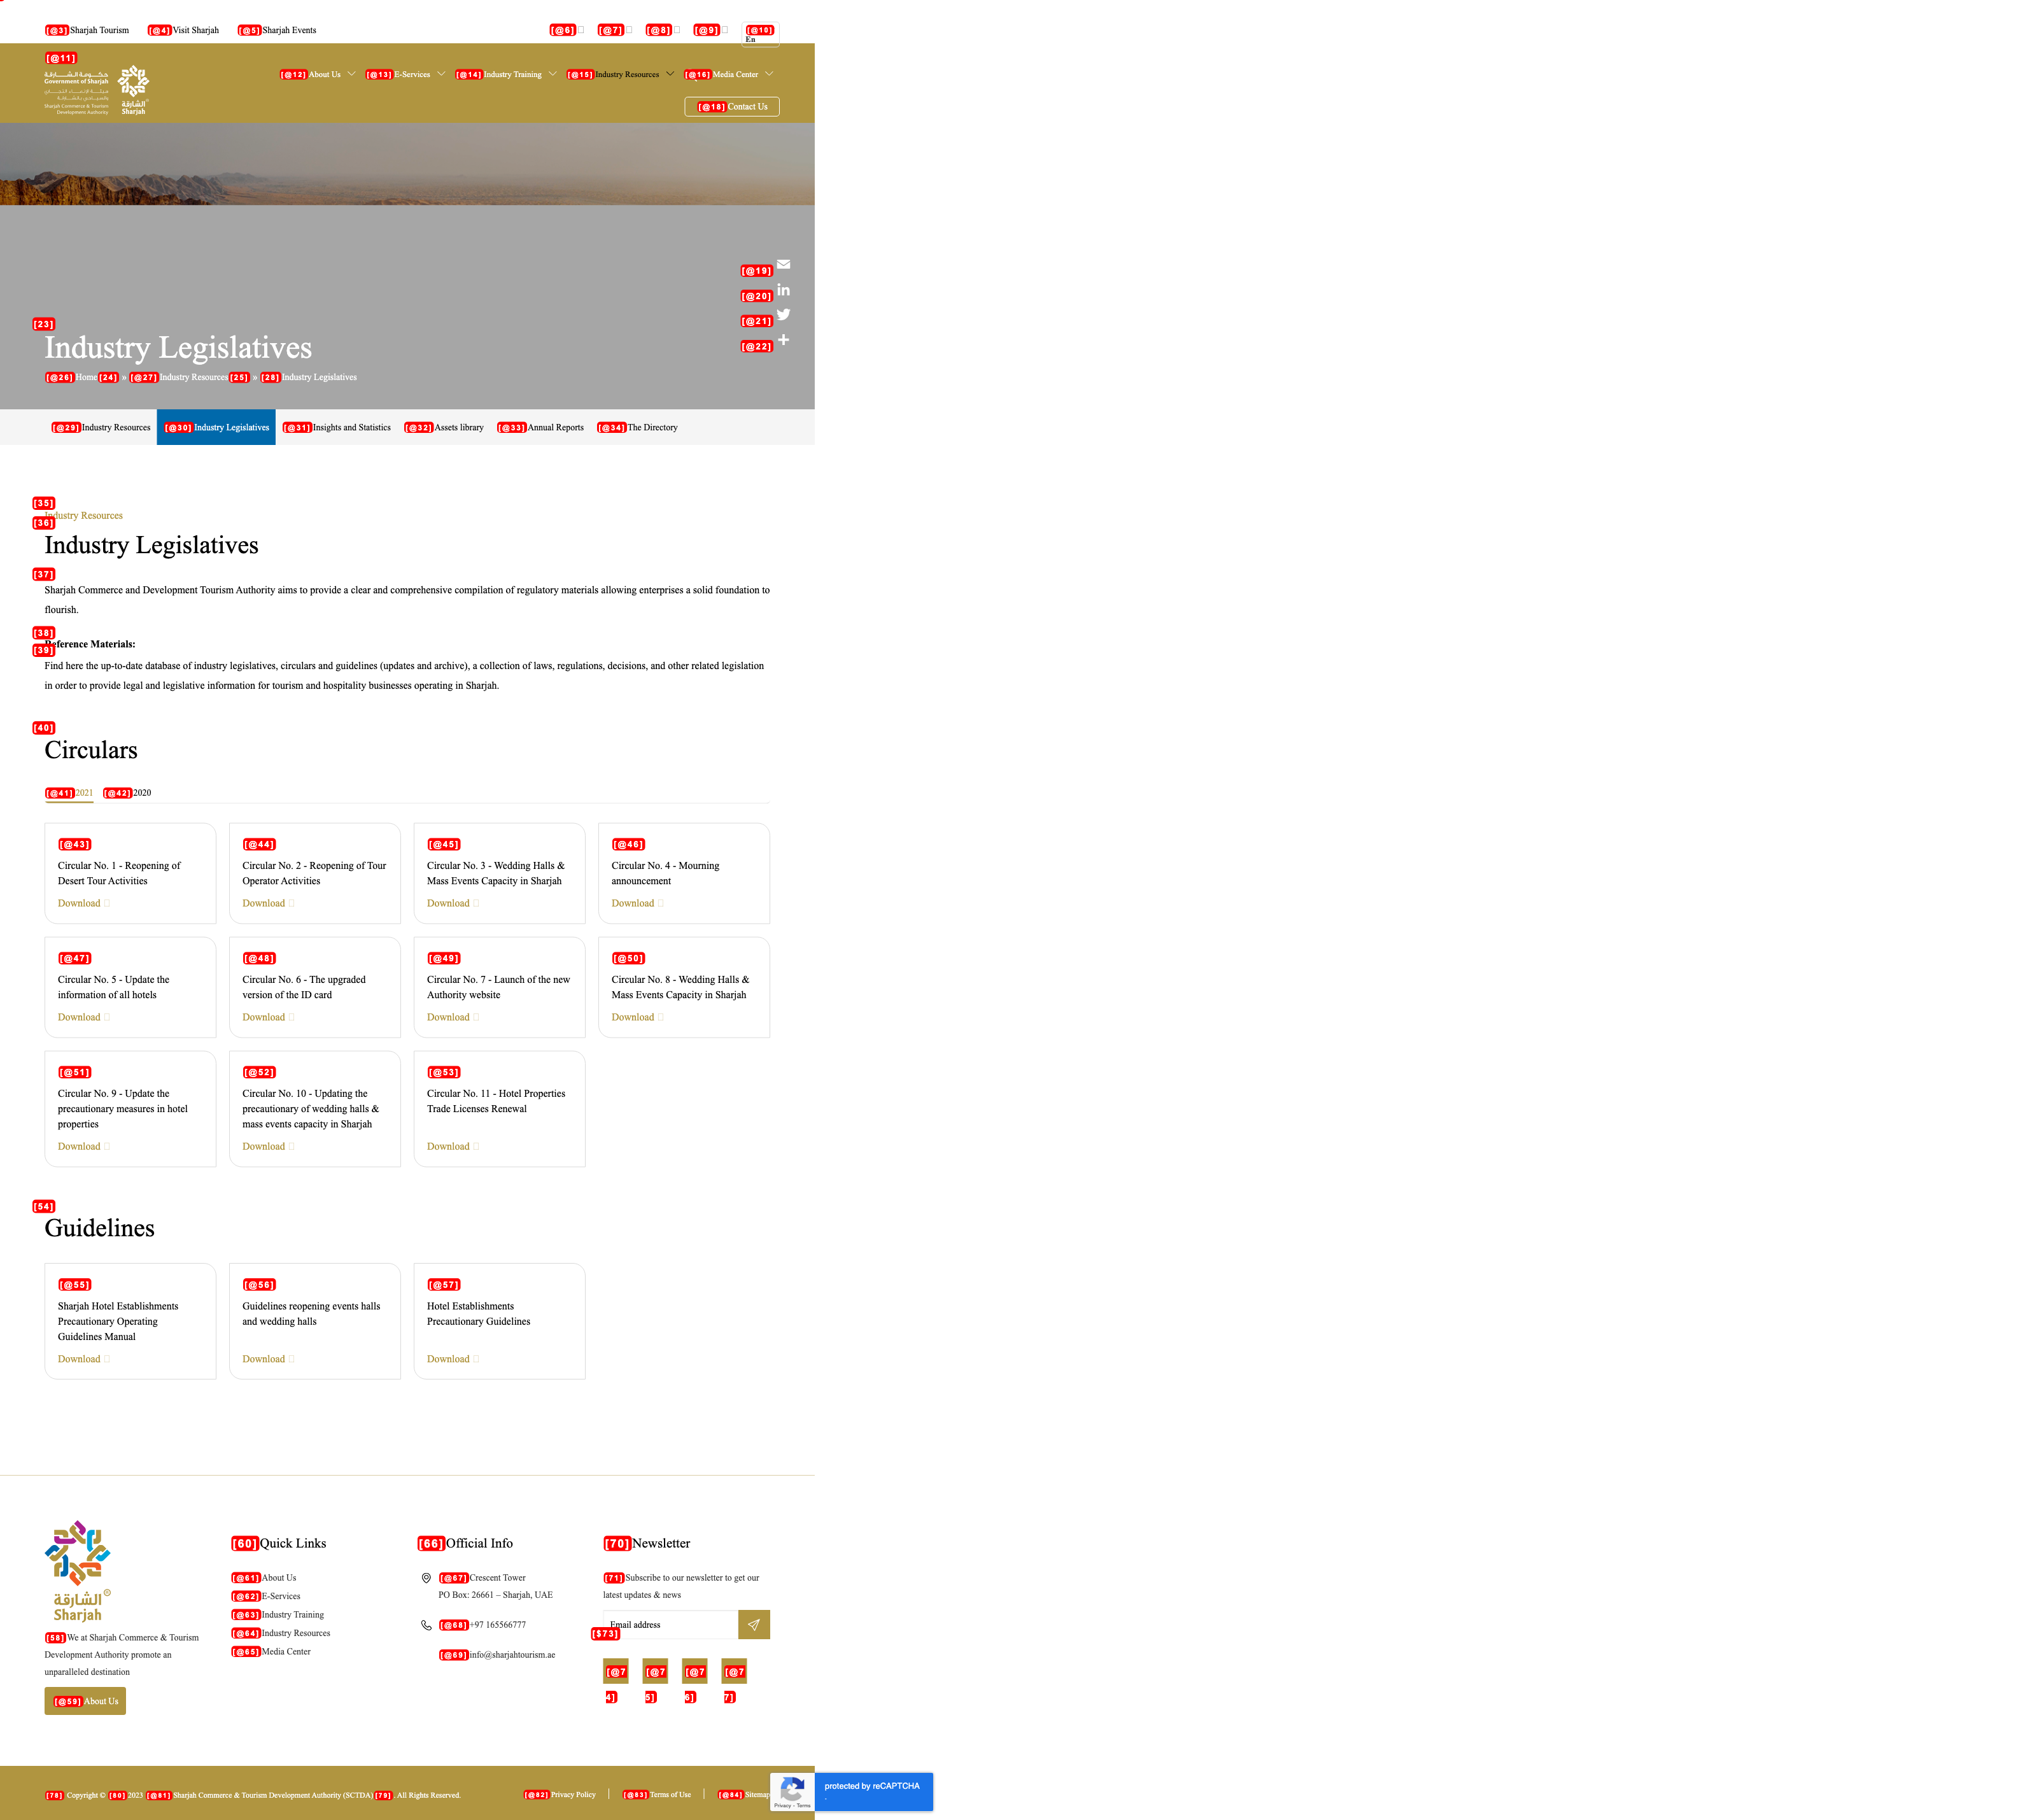 [@3] Sharjah Tourism [@4] Visit Sharjah [@5] Sharjah Events [@6] [@7] [@8] [@9] [@10] En
[@11]
حكومة الشارقة
Government of Sharjah
هيئة الإنماء التجاري
والسياحي بالشارقة
Sharjah Commerce & Tourism
Development Authority
الشارقة
Sharjah
[@12] About Us [@13] E-Services [@14] Industry Training [@15] Industry Resources [@16] Media Center
[@18] Contact Us
[@19]
[@20]
[@21]
[@22]
[23]
Industry Legislatives
[@26] Home [24] » [@27] Industry Resources [25] » [28] Industry Legislatives
[@29] Industry Resources [@30] Industry Legislatives [@31] Insights and Statistics [@32] Assets library [@33] Annual Reports [@34] The Directory
[35]
Industry Resources
[36]
Industry Legislatives
[37]
Sharjah Commerce and Development Tourism Authority aims to provide a clear and comprehensive compilation of regulatory materials allowing enterprises a solid foundation to
flourish.
[38]
Reference Materials:
[39]
Find here the up-to-date database of industry legislatives, circulars and guidelines (updates and archive), a collection of laws, regulations, decisions, and other related legislation
in order to provide legal and legislative information for tourism and hospitality businesses operating in Sharjah.
[40]
Circulars
[@41] 2021 [@42] 2020
[@43]
Circular No. 1 - Reopening of
Desert Tour Activities
Download
[@44]
Circular No. 2 - Reopening of Tour
Operator Activities
Download
[@45]
Circular No. 3 - Wedding Halls &
Mass Events Capacity in Sharjah
Download
[@46]
Circular No. 4 - Mourning
announcement
Download
[@47]
Circular No. 5 - Update the
information of all hotels
Download
[@48]
Circular No. 6 - The upgraded
version of the ID card
Download
[@49]
Circular No. 7 - Launch of the new
Authority website
Download
[@50]
Circular No. 8 - Wedding Halls &
Mass Events Capacity in Sharjah
Download
[@51]
Circular No. 9 - Update the
precautionary measures in hotel
properties
Download
[@52]
Circular No. 10 - Updating the
precautionary of wedding halls &
mass events capacity in Sharjah
Download
[@53]
Circular No. 11 - Hotel Properties
Trade Licenses Renewal
Download
[54]
Guidelines
[@55]
Sharjah Hotel Establishments
Precautionary Operating
Guidelines Manual
Download
[@56]
Guidelines reopening events halls
and wedding halls
Download
[@57]
Hotel Establishments
Precautionary Guidelines
Download
الشارقة
Sharjah
[58] We at Sharjah Commerce & Tourism
Development Authority promote an
unparalleled destination
[@59] About Us
[60] Quick Links
[@61] About Us
[@62] E-Services
[@63] Industry Training
[@64] Industry Resources
[@65] Media Center
[66] Official Info
[@67] Crescent Tower
PO Box: 26661 – Sharjah, UAE
[@68] +97 165566777
[@69] info@sharjahtourism.ae
[70] Newsletter
[71] Subscribe to our newsletter to get our
latest updates & news
Email address
[$73]
[@74] [@75] [@76] [@77]
[78] Copyright © [80] 2023 [@81] Sharjah Commerce & Tourism Development Authority (SCTDA) [79] . All Rights Reserved.
[@82] Privacy Policy [@83] Terms of Use [@84] Sitemap
Privacy - Terms
protected by reCAPTCHA